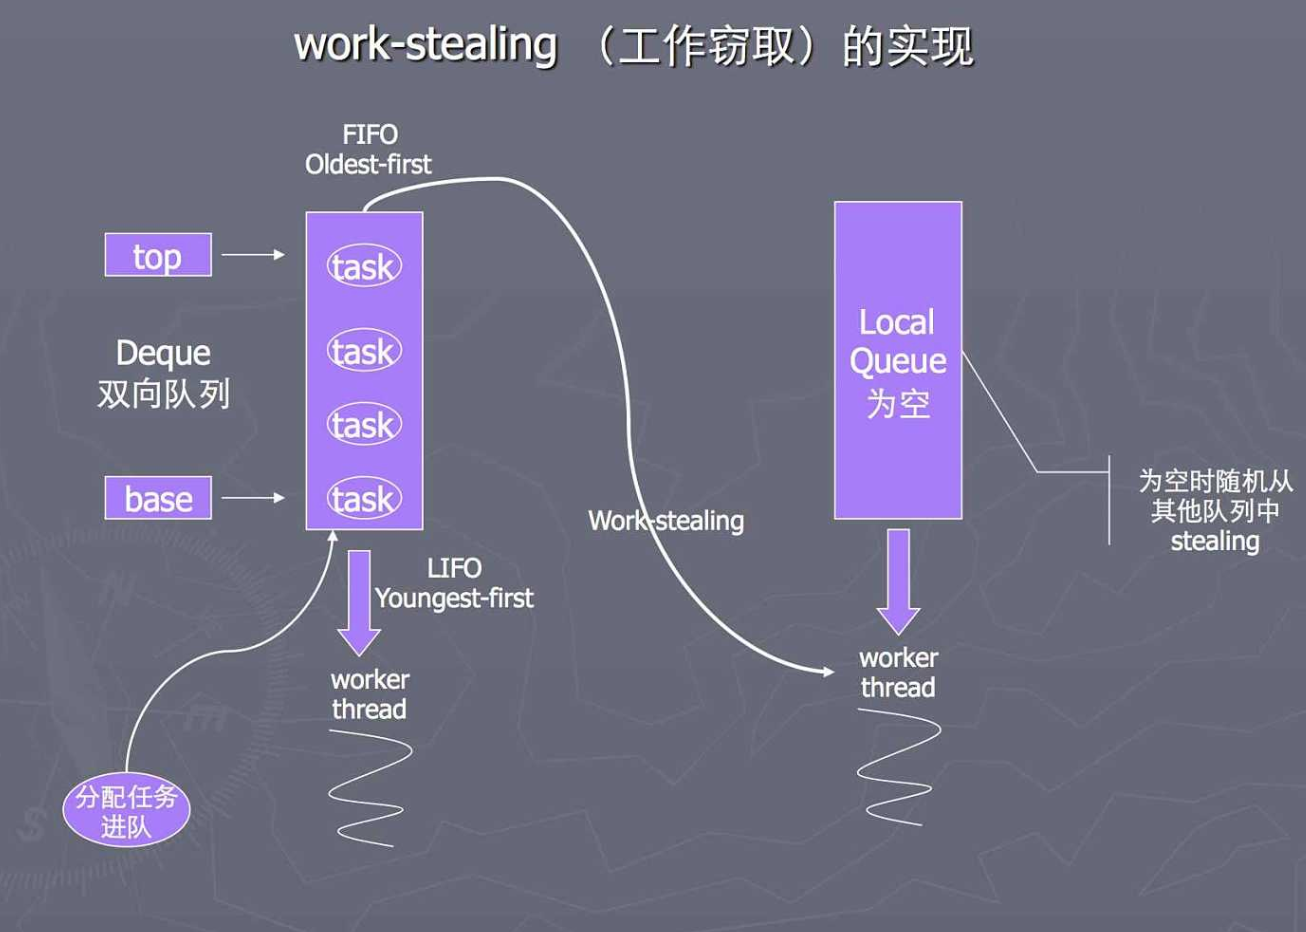 work-stealing （工作窃取）的实现
FIFO
Oldest-first
top
task
task
Deque
双向队列
task
base
task
Local
Queue
为空
为空时随机从
其他队列中
stealing
Work-stealing
LIFO
Youngest-first
worker
thread
worker
thread
分配任务
进队